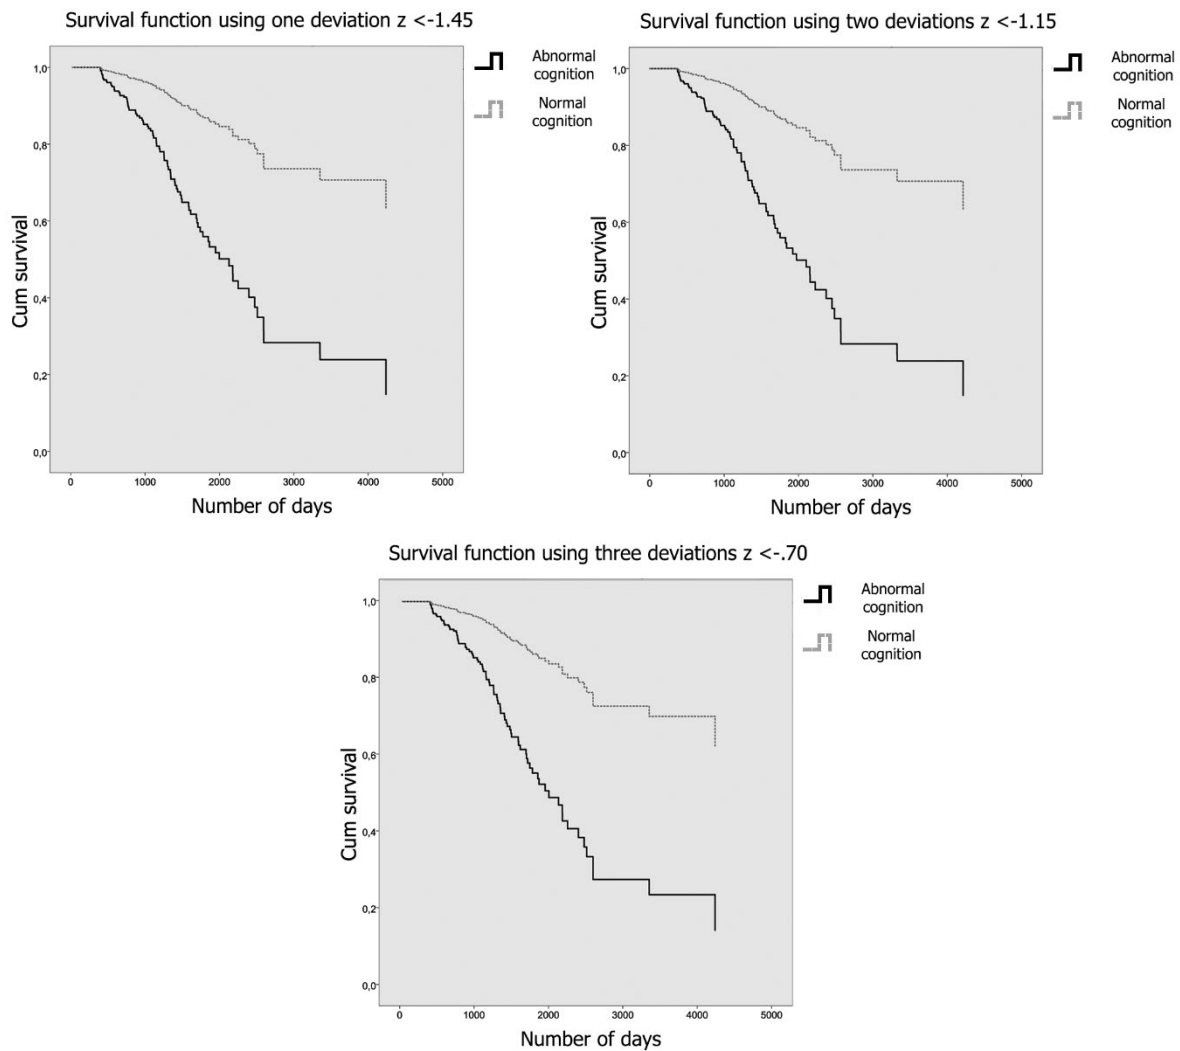 Survival function using one deviation z <-1.45
Abnormal
cognition
Normal
cognition
1,0
0,8
0,6
0,4
0,2
0,0
Cum survival
0 1000 2000 3000 4000 5000
Number of days
Survival function using two deviations z <-1.15
Abnormal
cognition
Normal
cognition
1,0
0,8
0,6
0,4
0,2
0,0
Cum survival
0 1000 2000 3000 4000 5000
Number of days
Survival function using three deviations z <-.70
Abnormal
cognition
Normal
cognition
1,0
0,8
0,6
0,4
0,2
0,0
Cum survival
0 1000 2000 3000 4000 5000
Number of days